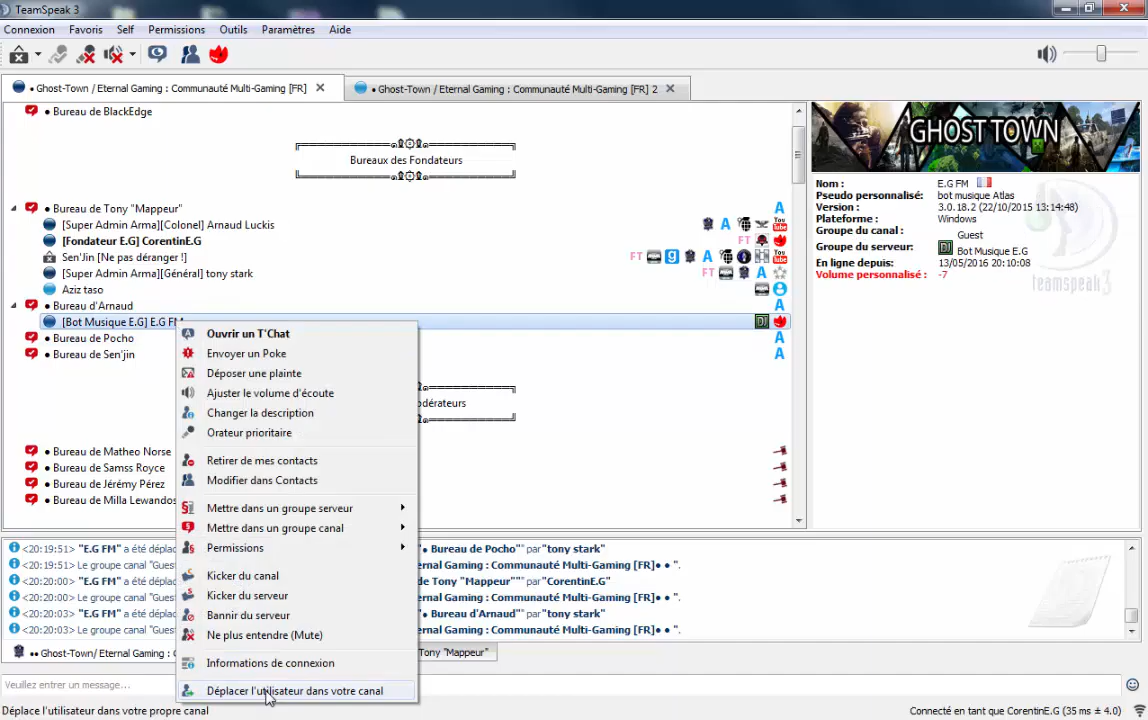 TeamSpeak 3
Connexion Favoris Self Permissions Outils Paramètres Aide
• Ghost-Town / Eternal Gaming : Communauté Multi-Gaming [FR]
• Ghost-Town / Eternal Gaming : Communauté Multi-Gaming [FR] 2
• Bureau de BlackEdge
Bureaux des Fondateurs
• Bureau de Tony "Mappeur"
[Super Admin Arma][Colonel] Arnaud Luckis
[Fondateur E.G] CorentinE.G
Sen'Jin [Ne pas déranger !]
[Super Admin Arma][Général] tony stark
Aziz taso
• Bureau d'Arnaud
[Bot Musique E.G] E.G FM
• Bureau de Pocho
• Bureau de Sen'jin
odérateurs
• Bureau de Matheo Norse
• Bureau de Samss Royce
• Bureau de Jérémy Pérez
• Bureau de Milla Lewandos
Ouvrir un T'Chat
Envoyer un Poke
Déposer une plainte
Ajuster le volume d'écoute
Changer la description
Orateur prioritaire
Retirer de mes contacts
Modifier dans Contacts
Mettre dans un groupe serveur
Mettre dans un groupe canal
Permissions
Kicker du canal
Kicker du serveur
Bannir du serveur
Ne plus entendre (Mute)
Informations de connexion
Déplacer l'utilisateur dans votre canal
GHOST TOWN
Nom : E.G FM
Pseudo personnalisé: bot musique Atlas
Version : 3.0.18.2 (22/10/2015 13:14:48)
Plateforme : Windows
Groupe du canal :
Guest
Groupe du serveur:
Bot Musique E.G
En ligne depuis: 13/05/2016 20:10:08
Volume personnalisé : -7
teamspeak3
<20:19:51> "E.G FM" a été déplac "• Bureau de Pocho" par "tony stark"
<20:19:51> Le groupe canal "Gues ernal Gaming : Communauté Multi-Gaming [FR]• • ".
<20:20:00> "E.G FM" a été déplac de Tony "Mappeur"" par "CorentinE.G"
<20:20:00> Le groupe canal "Gues ernal Gaming : Communauté Multi-Gaming [FR]• • ".
<20:20:03> "E.G FM" a été déplac "• Bureau d'Arnaud" par "tony stark"
<20:20:03> Le groupe canal "Gues ernal Gaming : Communauté Multi-Gaming [FR]• • ".
•• Ghost-Town/ Eternal Gaming : C Tony "Mappeur"
Veuillez entrer un message...
Déplace l'utilisateur dans votre propre canal
Connecté en tant que CorentinE.G (35 ms ± 4.0)